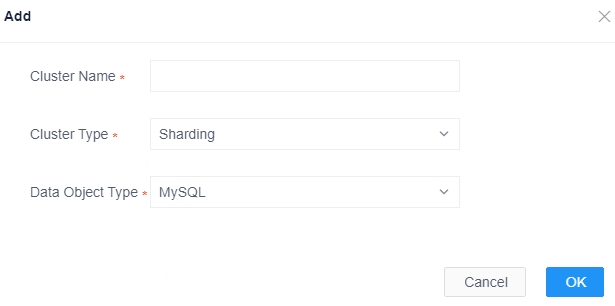 Add
Cluster Name *
Cluster Type * Sharding
Data Object Type * MySQL
Cancel OK